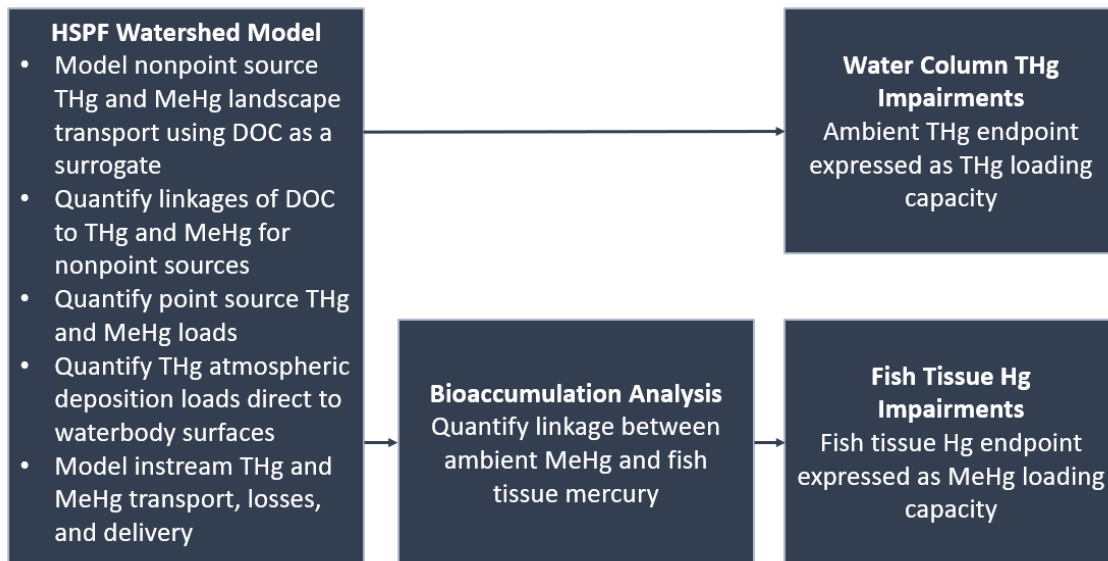 HSPF Watershed Model
• Model nonpoint source
THg and MeHg landscape
transport using DOC as a
surrogate
• Quantify linkages of DOC
to THg and MeHg for
nonpoint sources
• Quantify point source THg
and MeHg loads
• Quantify THg atmospheric
deposition loads direct to
waterbody surfaces
• Model instream THg and
MeHg transport, losses,
and delivery
Water Column THg
Impairments
Ambient THg endpoint
expressed as THg loading
capacity
Bioaccumulation Analysis
Quantify linkage between
ambient MeHg and fish
tissue mercury
Fish Tissue Hg
Impairments
Fish tissue Hg endpoint
expressed as MeHg loading
capacity